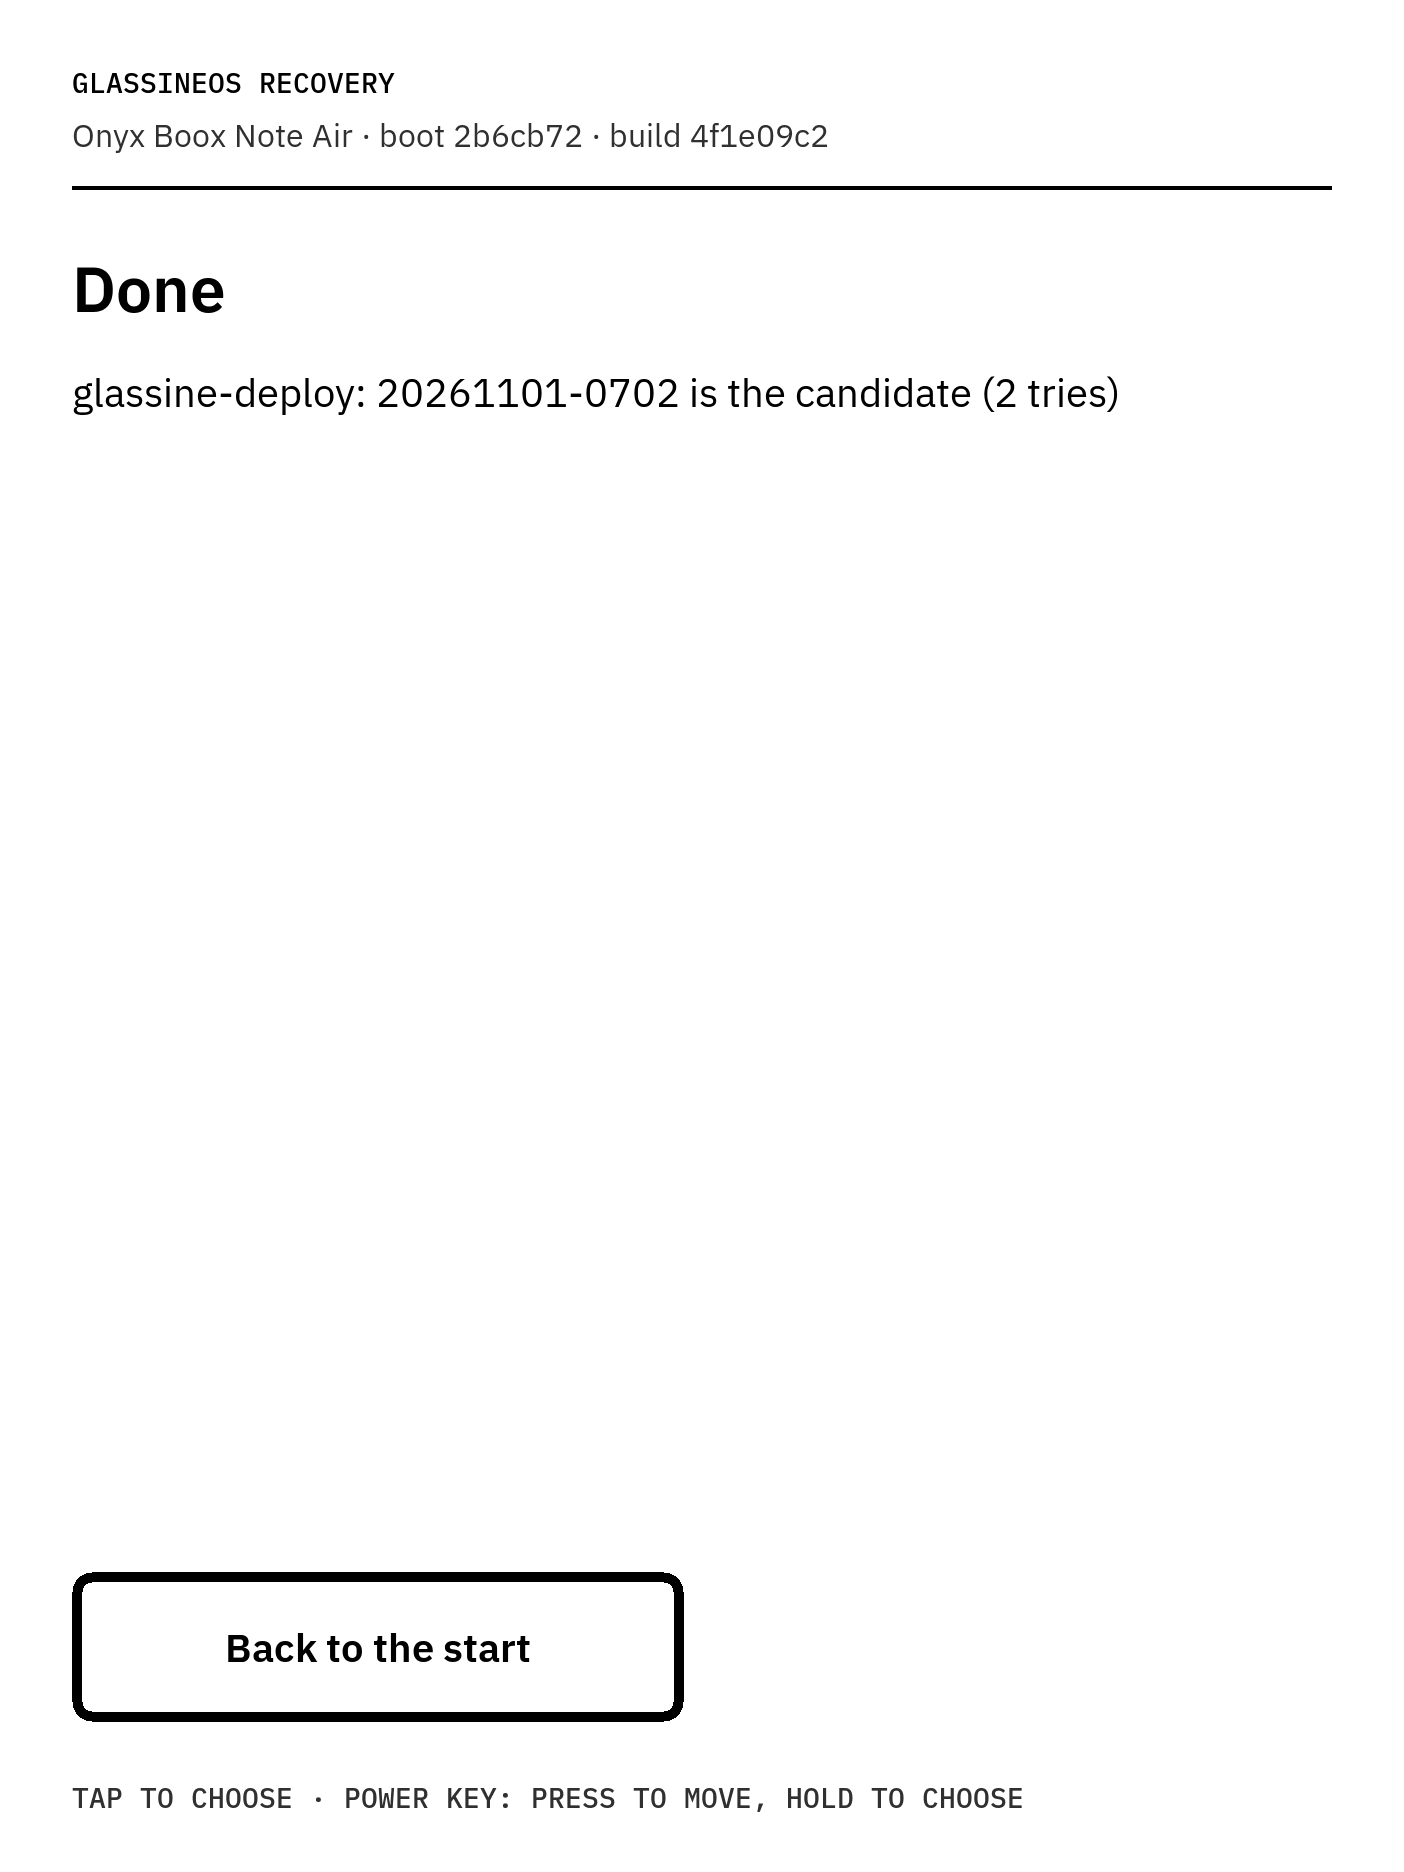 GLASSINEOS RECOVERY
Onyx Boox Note Air · boot 2b6cb72 · build 4f1e09c2
Done
glassine-deploy: 20261101-0702 is the candidate (2 tries)
Back to the start
TAP TO CHOOSE · POWER KEY: PRESS TO MOVE, HOLD TO CHOOSE